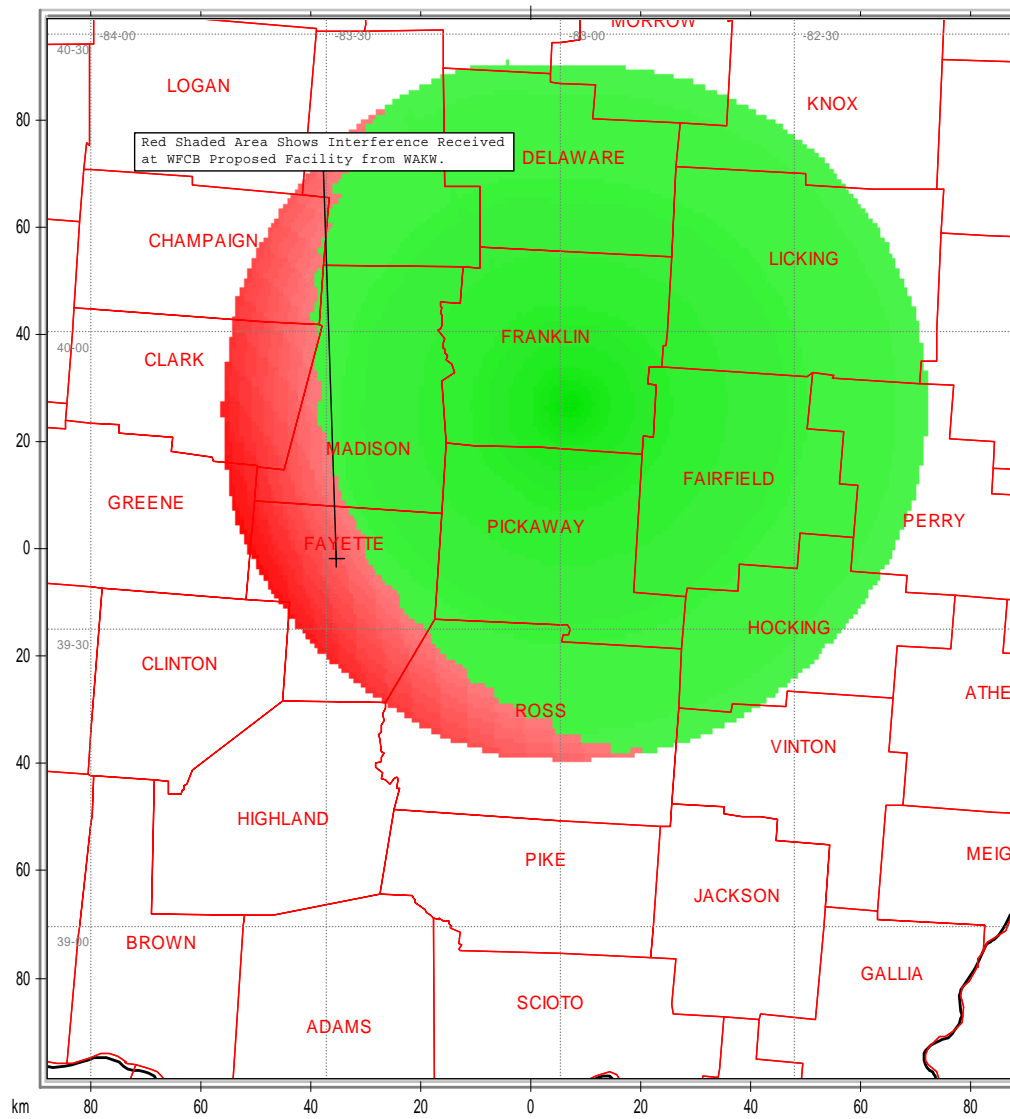 MORROW
-84-00
-83-30
-83-00
-82-30
40-30
LOGAN
KNOX
80
Red Shaded Area Shows Interference Received
at WFCB Proposed Facility from WAKW.
DELAWARE
60
CHAMPAIGN
LICKING
40
FRANKLIN
40-00
CLARK
20
MADISON
FAIRFIELD
GREENE
PICKAWAY
PERRY
0
FAYETTE
39-30
HOCKING
20
CLINTON
ATHE
ROSS
VINTON
40
HIGHLAND
PIKE
MEIG
60
JACKSON
39-00
BROWN
GALLIA
80
SCIOTO
ADAMS
km
80
60
40
20
0
20
40
60
80